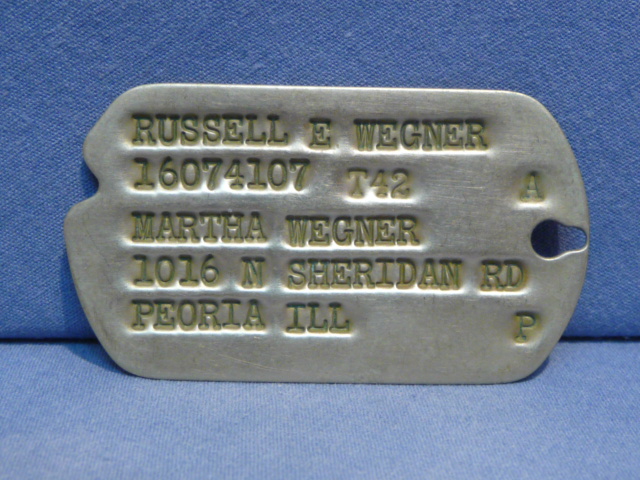 RUSSELL E WEGNER
16074107 T42 A
MARTHA WEGNER
1016 N SHERIDAN RD
PEORIA ILL P